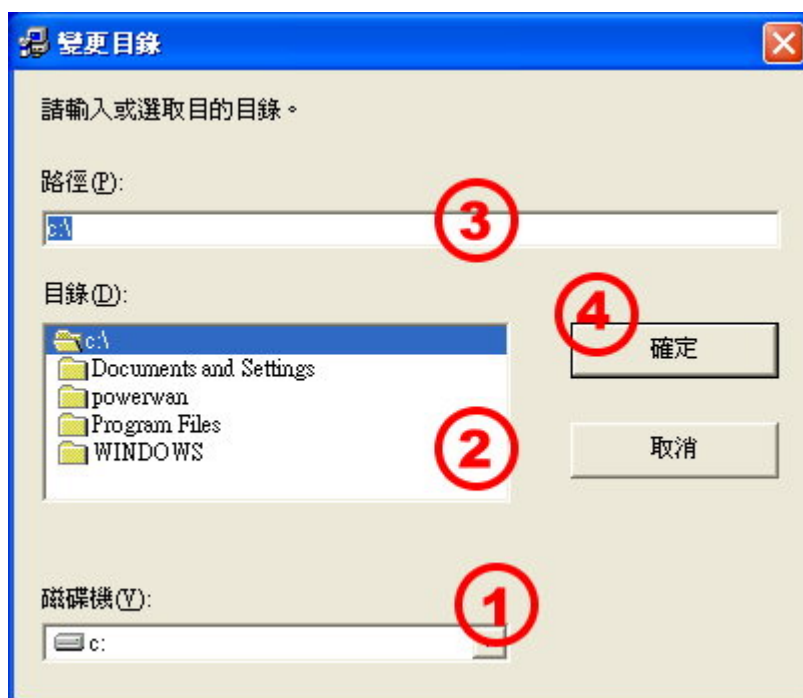 變更目錄
請輸入或選取目的目錄。
路徑(P):
c:\
3
目錄(D):
c:\
Documents and Settings
powerwan
Program Files
WINDOWS
2
4
確定
取消
磁碟機(V):
c:
1